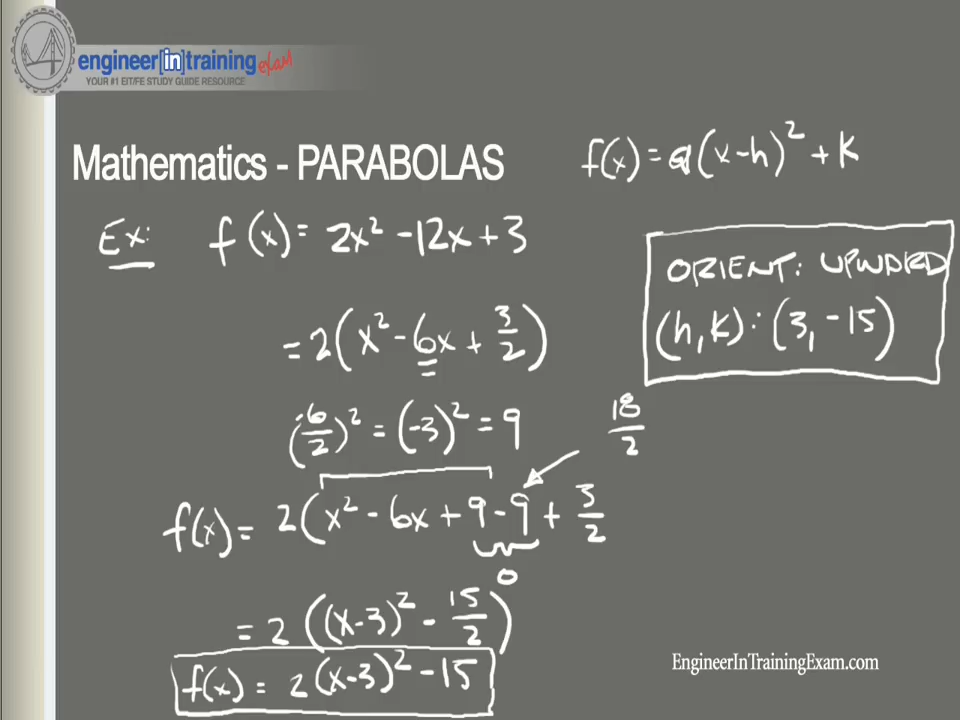 engineer[in]training exam
YOUR #1 EIT/FE STUDY GUIDE RESOURCE
Mathematics - PARABOLAS
f(x) = a(x-h)² + k
Ex: f(x) = 2x² - 12x + 3
ORIENT: UPWARD
(h,k): (3, -15)
= 2(x² - 6x + 3/2)
(-6/2)² = (-3)² = 9
18/2
f(x) = 2(x² - 6x + 9 - 9 + 3/2
0
= 2((x-3)² - 15/2)
f(x) = 2(x-3)² - 15
EngineerInTrainingExam.com